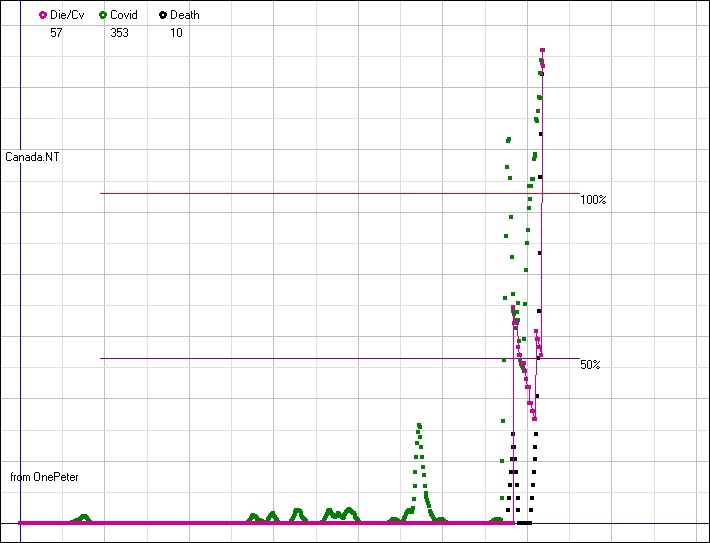 Die/Cv Covid Death
57 353 10
Canada.NT
100%
50%
from OnePeter